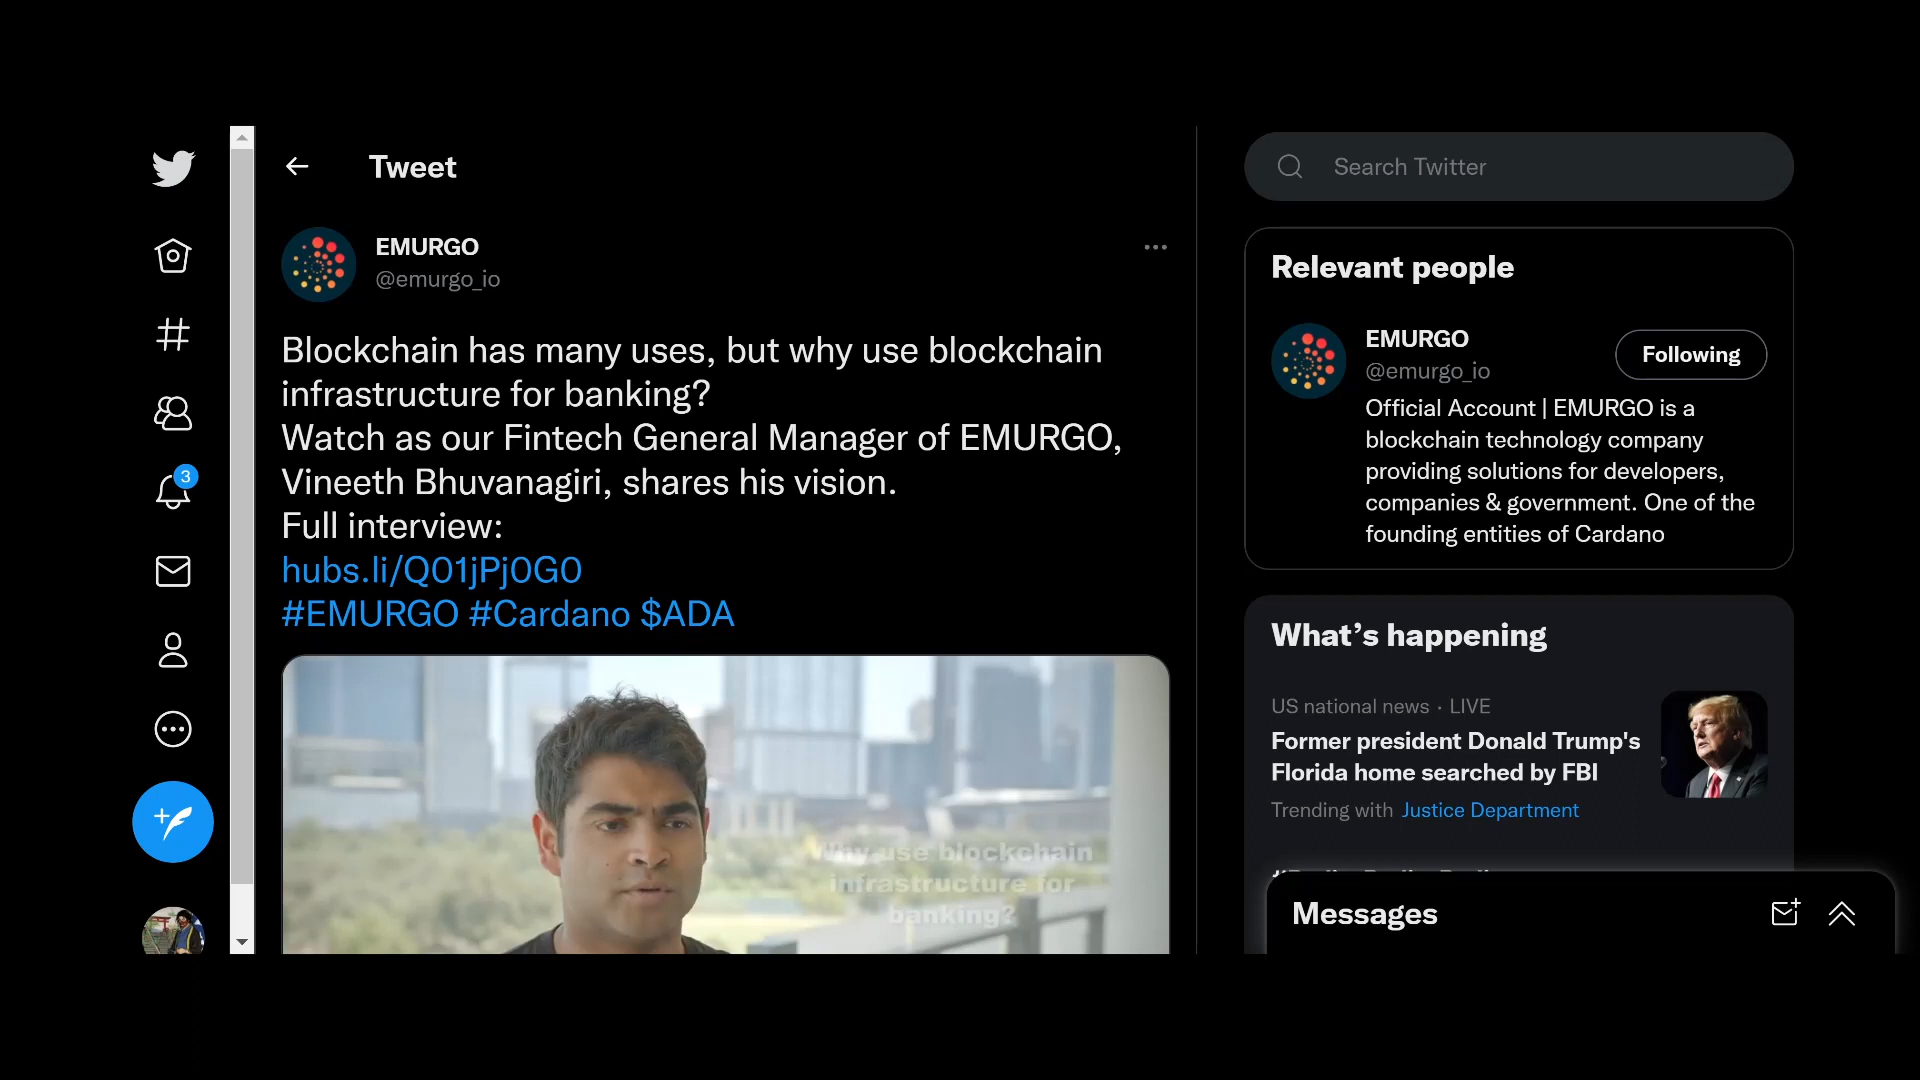 Tweet
EMURGO
@emurgo_io
Blockchain has many uses, but why use blockchain
infrastructure for banking?
Watch as our Fintech General Manager of EMURGO,
Vineeth Bhuvanagiri, shares his vision.
Full interview:
hubs.li/Q01jPj0G0
#EMURGO #Cardano $ADA
Why use blockchain
infrastructure for
banking?
3
Search Twitter
Relevant people
EMURGO
@emurgo_io
Following
Official Account | EMURGO is a
blockchain technology company
providing solutions for developers,
companies & government. One of the
founding entities of Cardano
What's happening
US national news · LIVE
Former president Donald Trump's
Florida home searched by FBI
Trending with Justice Department
Messages